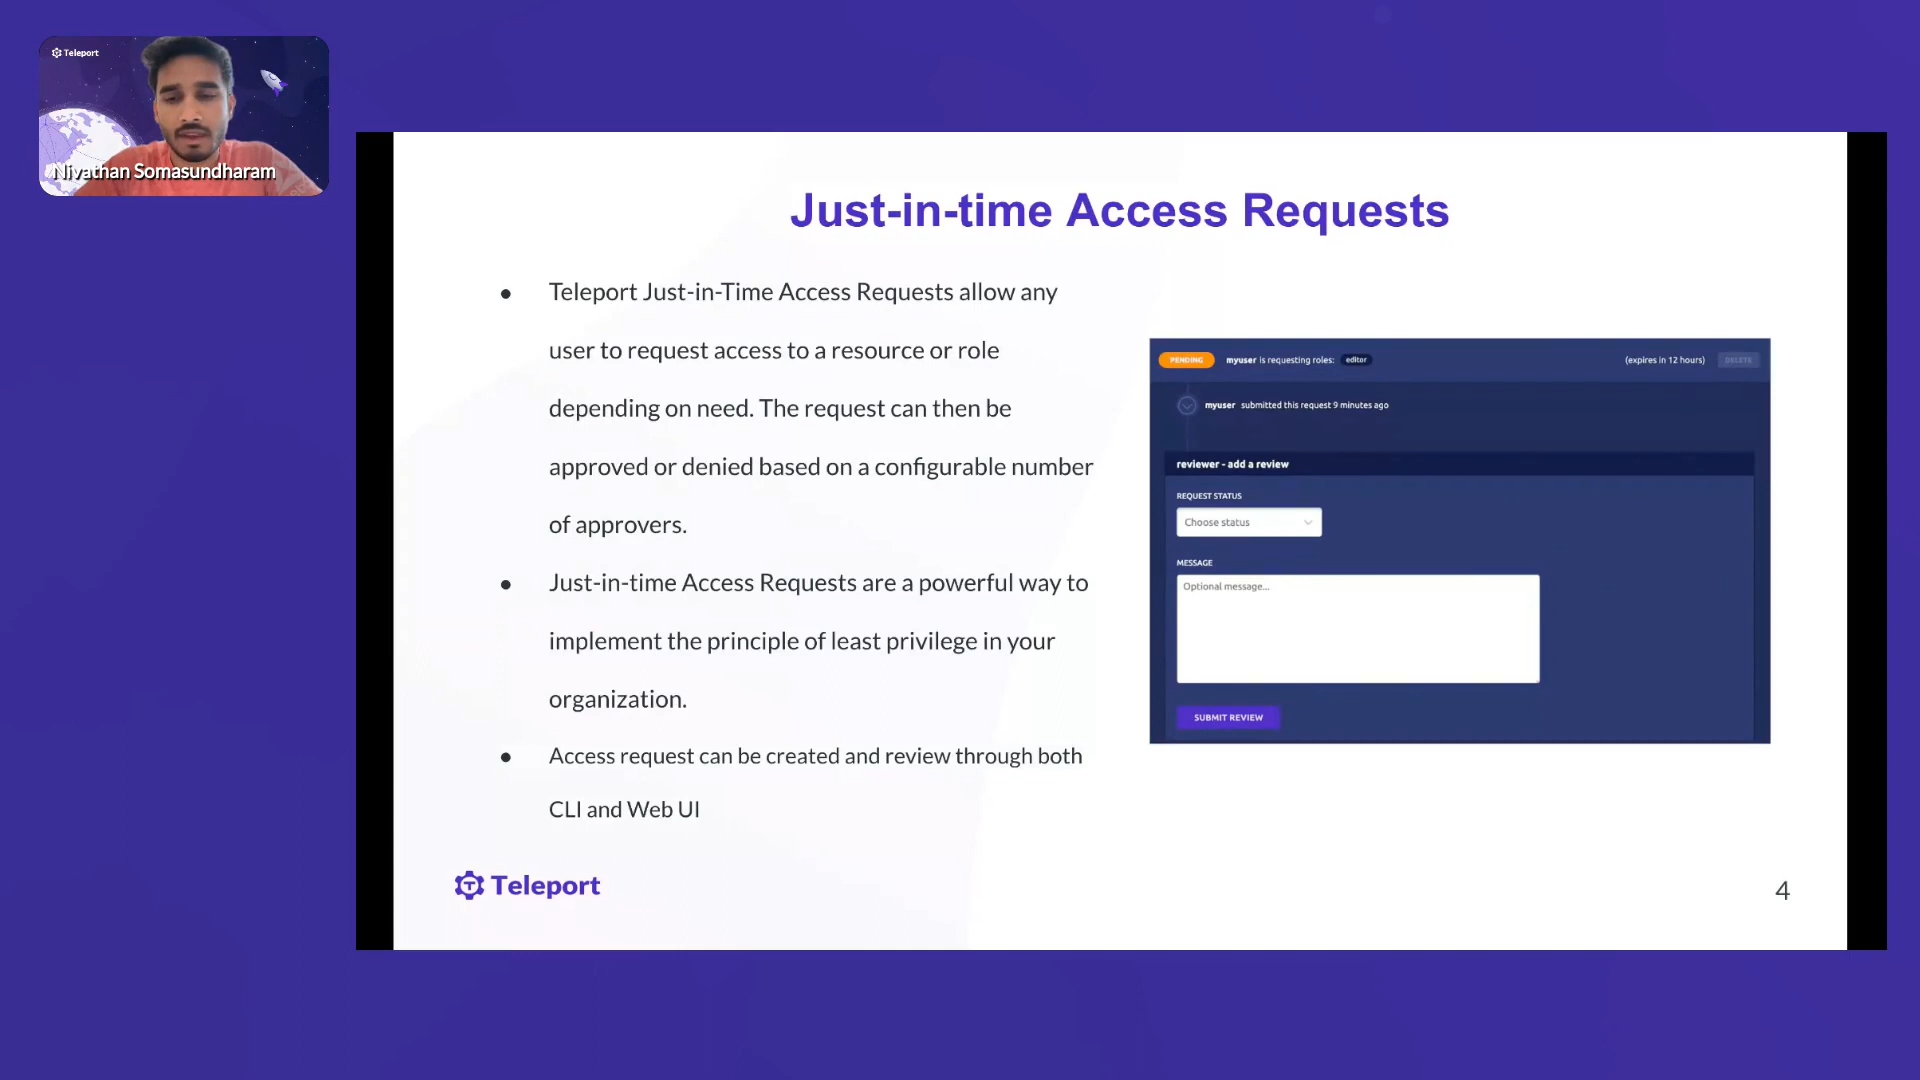 Teleport
Nivathan Somasundharam
Just-in-time Access Requests
● Teleport Just-in-Time Access Requests allow any
user to request access to a resource or role
depending on need. The request can then be
approved or denied based on a configurable number
of approvers.
● Just-in-time Access Requests are a powerful way to
implement the principle of least privilege in your
organization.
● Access request can be created and review through both
CLI and Web UI
PENDING myuser is requesting roles: editor (expires in 12 hours) DELETE
myuser submitted this request 9 minutes ago
reviewer - add a review
REQUEST STATUS
Choose status
MESSAGE
Optional message...
SUBMIT REVIEW
Teleport
4